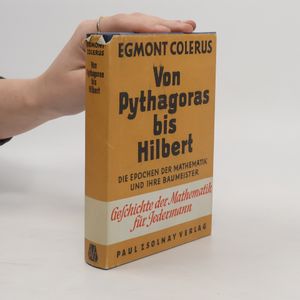 EGMONT COLERUS
Von
Pythagoras
bis
Hilbert
DIE EPOCHEN DER MATHEMATIK
UND IHRE BAUMEISTER
Geschichte der Mathematik
für Jedermann
PAUL ZSOLNAY VERLAG